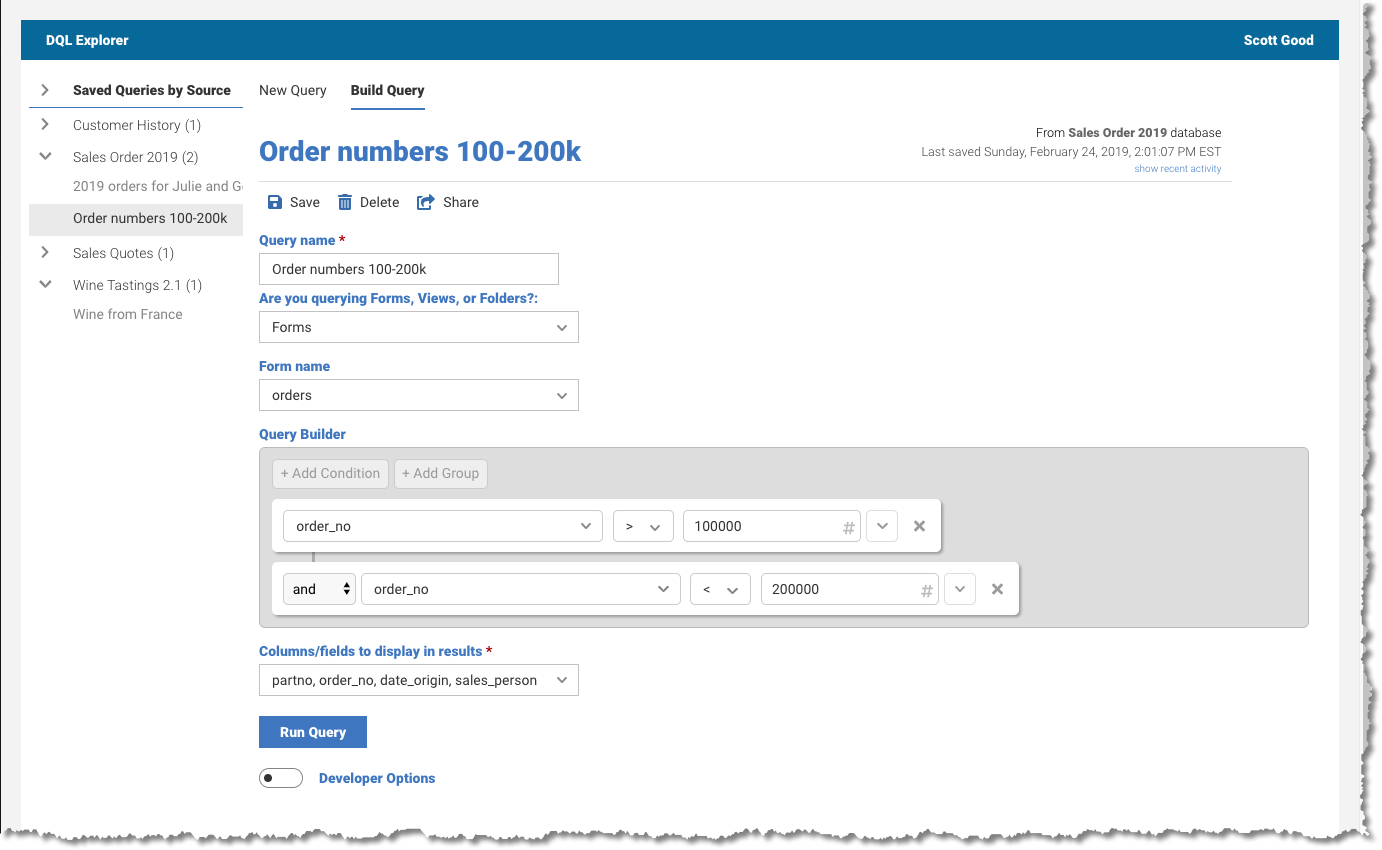 DQL Explorer
Scott Good
Saved Queries by Source
Customer History (1)
Sales Order 2019 (2)
2019 orders for Julie and G
Order numbers 100-200k
Sales Quotes (1)
Wine Tastings 2.1 (1)
Wine from France
New Query
Build Query
Order numbers 100-200k
From Sales Order 2019 database
Last saved Sunday, February 24, 2019, 2:01:07 PM EST
show recent activity
Save
Delete
Share
Query name *
Order numbers 100-200k
Are you querying Forms, Views, or Folders?:
Forms
Form name
orders
Query Builder
+ Add Condition
+ Add Group
order_no
>
100000
#
and
order_no
<
200000
#
Columns/fields to display in results *
partno, order_no, date_origin, sales_person
Run Query
Developer Options